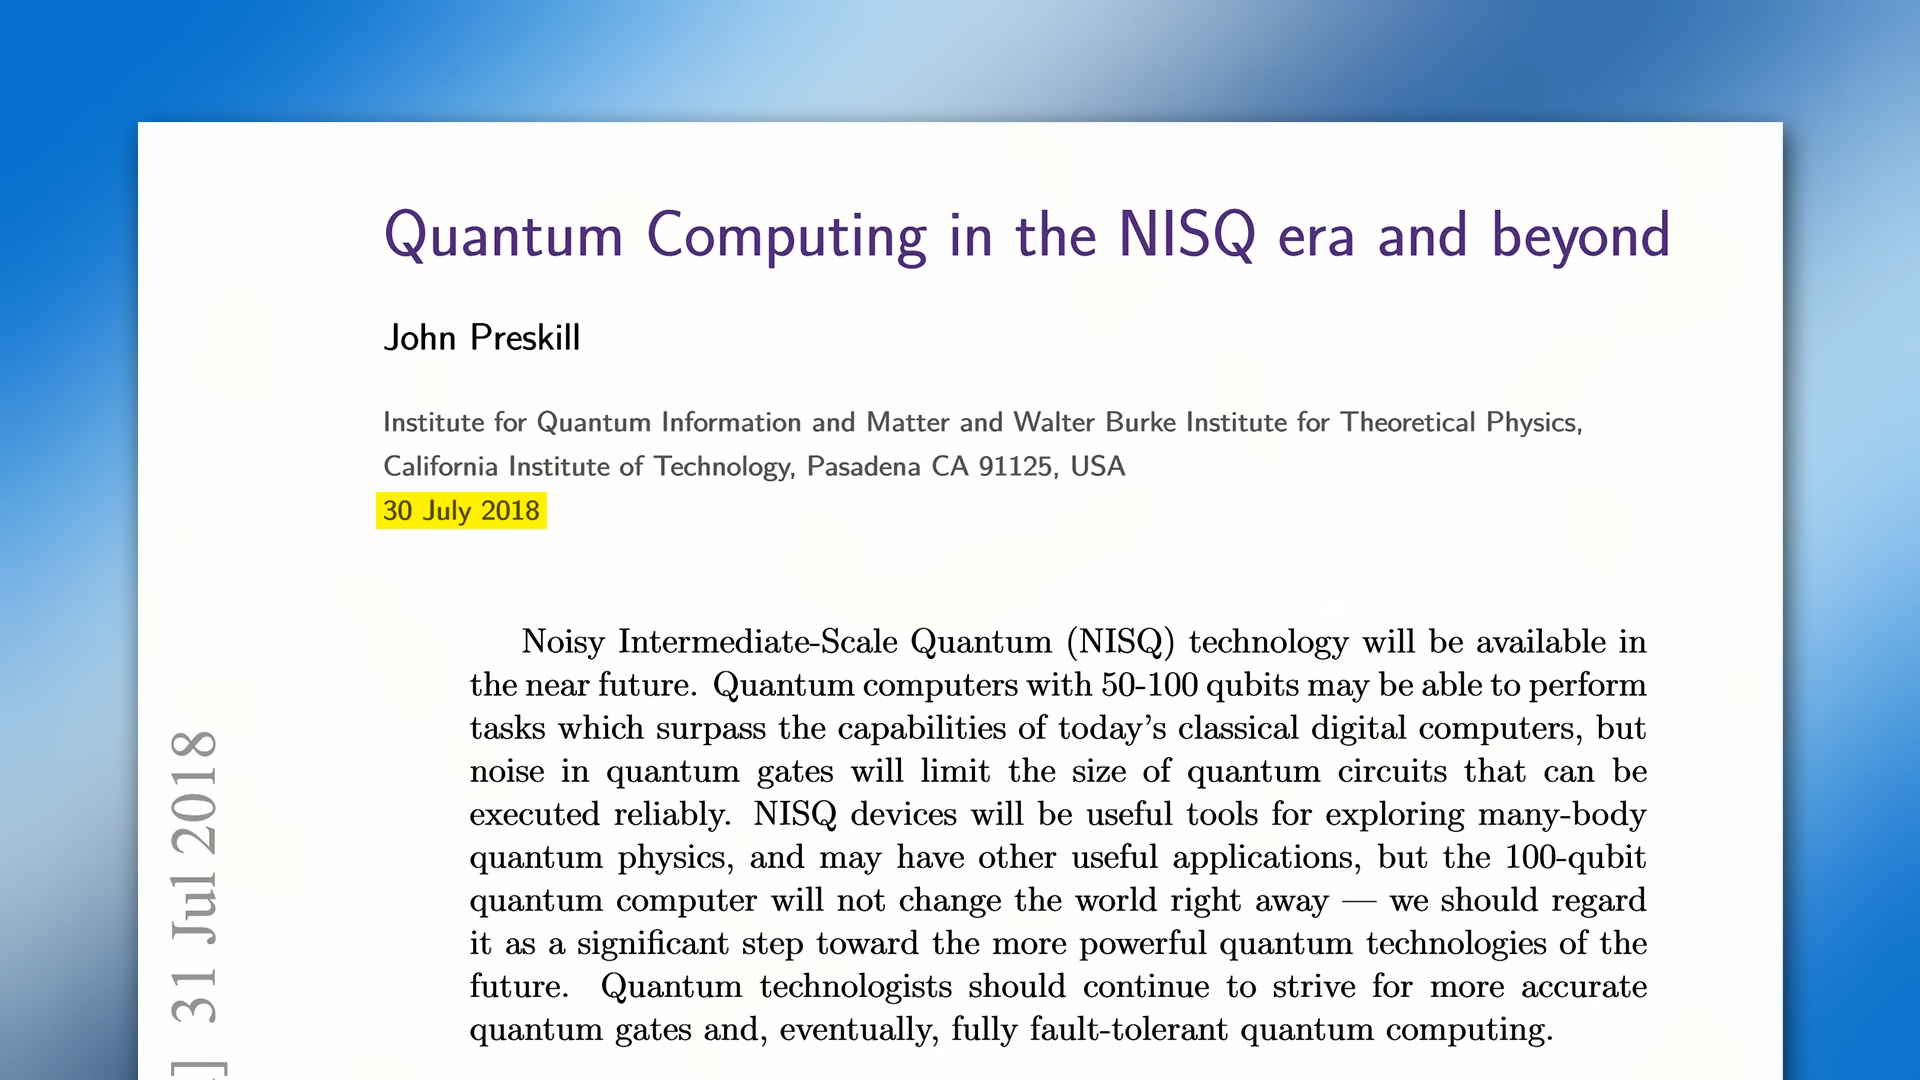 Quantum Computing in the NISQ era and beyond
John Preskill
Institute for Quantum Information and Matter and Walter Burke Institute for Theoretical Physics,
California Institute of Technology, Pasadena CA 91125, USA
30 July 2018
Noisy Intermediate-Scale Quantum (NISQ) technology will be available in
the near future. Quantum computers with 50-100 qubits may be able to perform
tasks which surpass the capabilities of today's classical digital computers, but
noise in quantum gates will limit the size of quantum circuits that can be
executed reliably. NISQ devices will be useful tools for exploring many-body
quantum physics, and may have other useful applications, but the 100-qubit
quantum computer will not change the world right away — we should regard
it as a significant step toward the more powerful quantum technologies of the
future. Quantum technologists should continue to strive for more accurate
quantum gates and, eventually, fully fault-tolerant quantum computing.
] 31 Jul 2018